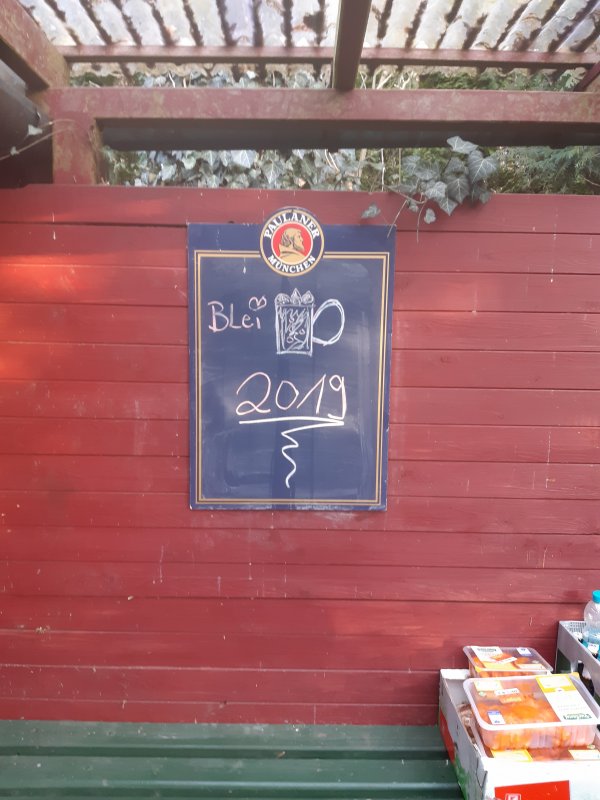 PAULANER
MÜNCHEN
BLei
2019